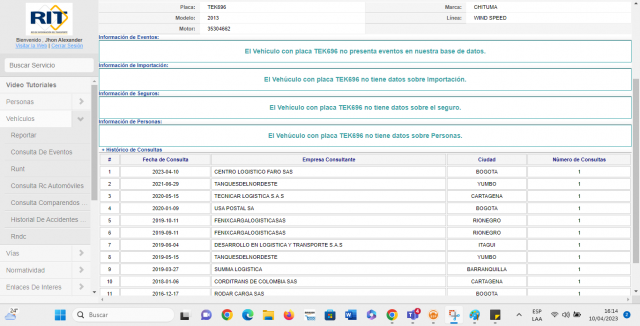 RIT
Bienvenido , Jhon Alexander
Visitar la Web | Cerrar Sesión
Buscar Servicio
Video Tutoriales
Personas
Vehículos
Reportar
Consulta De Eventos
Runt
Consulta Rc Automóviles
Consulta Comparendos ...
Historial De Accidentes ...
Rndc
Vías
Normatividad
Enlaces De Interes
Placa: TEK696 Marca: CHITUMA
Modelo: 2013 Línea: WIND SPEED
Motor: 35304662
Información de Eventos:
El Vehículo con placa TEK696 no presenta eventos en nuestra base de datos.
Información de Importación:
El Vehúculo con placa TEK696 no tiene datos sobre Importación.
Información de Seguros:
El Vehúculo con placa TEK696 no tiene datos sobre el seguro.
Información de Personas:
El Vehúculo con placa TEK696 no tiene datos sobre Personas.
+ Histórico de Consultas
# Fecha de Consulta Empresa Consultante Ciudad Número de Consultas
1 2023-04-10 CENTRO LOGISTICO FARO SAS BOGOTA 1
2 2021-06-29 TANQUESDELNORDESTE YUMBO 1
3 2020-05-15 TECNICAR LOGISTICA S.A.S CARTAGENA 1
4 2020-01-09 USA POSTAL SA BOGOTA 1
5 2019-10-11 FENIXCARGALOGISTICASAS RIONEGRO 1
6 2019-09-11 FENIXCARGALOGISTICASAS RIONEGRO 1
7 2019-06-04 DESARROLLO EN LOGISTICA Y TRANSPORTE S.A.S ITAGUI 1
8 2019-05-15 TANQUESDELNORDESTE YUMBO 1
9 2019-03-27 SUMMA LOGISTICA BARRANQUILLA 1
10 2018-01-06 CORDITRANS DE COLOMBIA SAS CARTAGENA 1
11 2016-12-17 RODAR CARGA SAS BOGOTA 1
24°
Buscar
ESP
LAA
16:14
10/04/2023